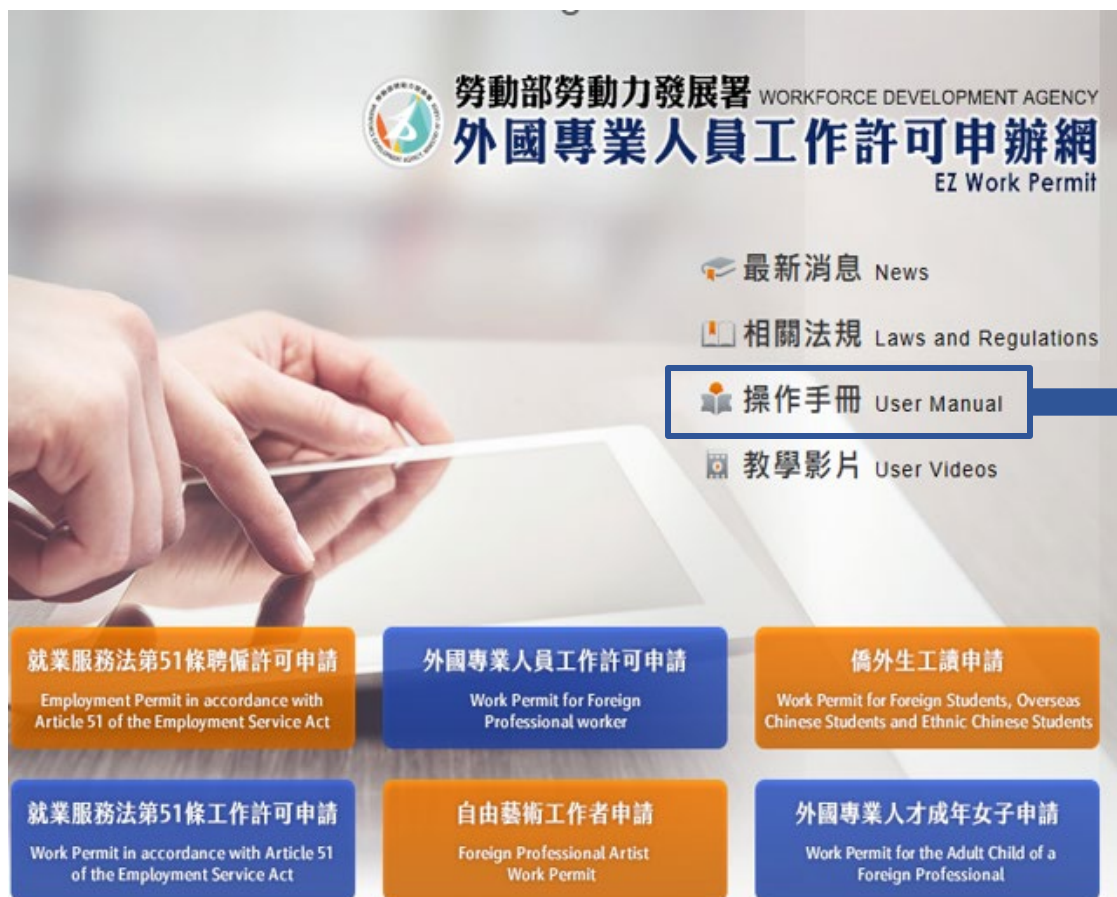 勞動部勞動力發展署 WORKFORCE DEVELOPMENT AGENCY
外國專業人員工作許可申辦網
EZ Work Permit
最新消息 News
相關法規 Laws and Regulations
操作手冊 User Manual
教學影片 User Videos
就業服務法第51條聘僱許可申請
Employment Permit in accordance with
Article 51 of the Employment Service Act
外國專業人員工作許可申請
Work Permit for Foreign
Professional worker
僑外生工讀申請
Work Permit for Foreign Students, Overseas
Chinese Students and Ethnic Chinese Students
就業服務法第51條工作許可申請
Work Permit in accordance with Article 51
of the Employment Service Act
自由藝術工作者申請
Foreign Professional Artist
Work Permit
外國專業人才成年女子申請
Work Permit for the Adult Child of a
Foreign Professional